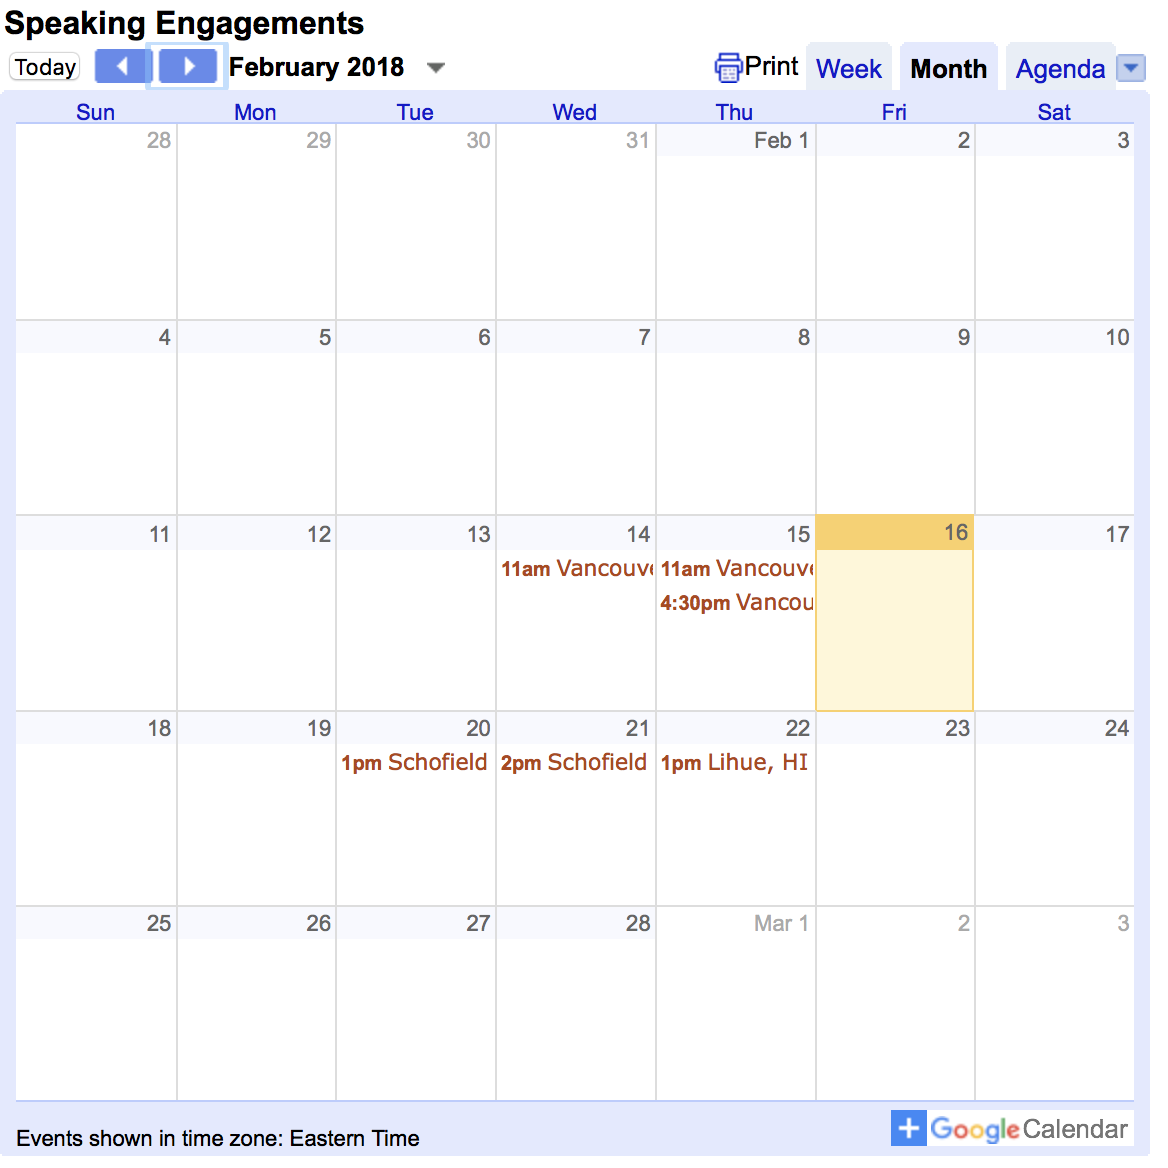 Speaking Engagements
Today February 2018 Print Week Month Agenda
Sun Mon Tue Wed Thu Fri Sat
28 29 30 31 Feb 1 2 3
4 5 6 7 8 9 10
11 12 13 14 15 16 17
11am Vancouve 11am Vancouve
4:30pm Vancou
18 19 20 21 22 23 24
1pm Schofield 2pm Schofield 1pm Lihue, HI
25 26 27 28 Mar 1 2 3
Events shown in time zone: Eastern Time
+ Google Calendar